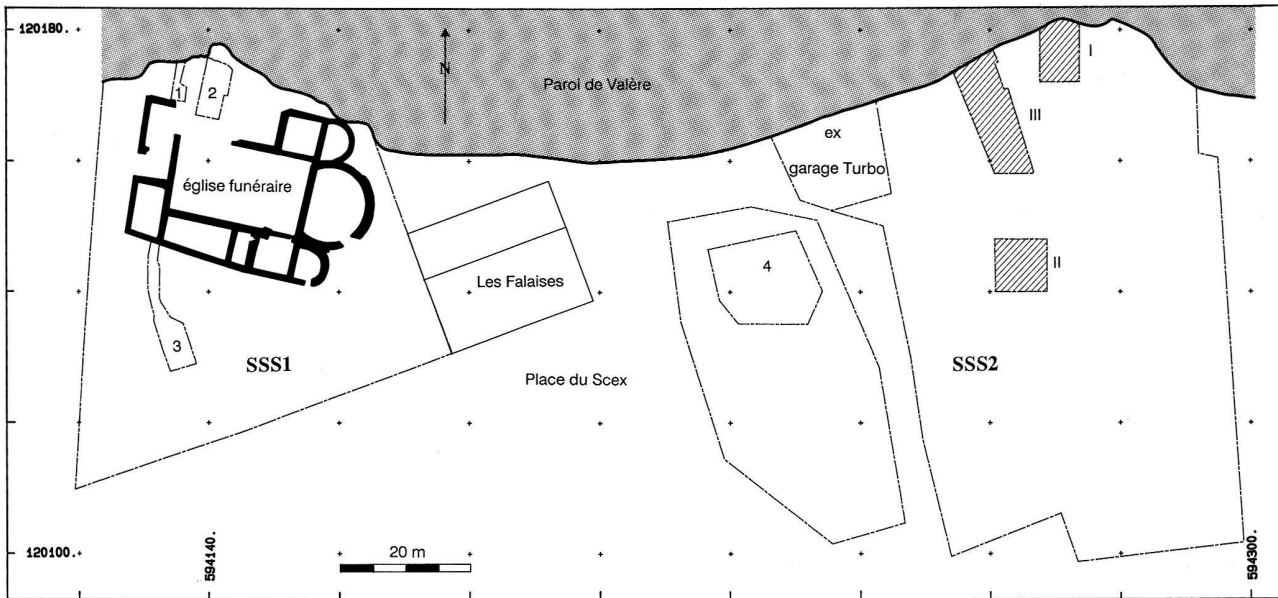 120180.
N
Paroi de Valère
I
III
1
2
ex
garage Turbo
église funéraire
4
II
Les Falaises
3
SSS1
Place du Scex
SSS2
120100.
594140.
20 m
594300.